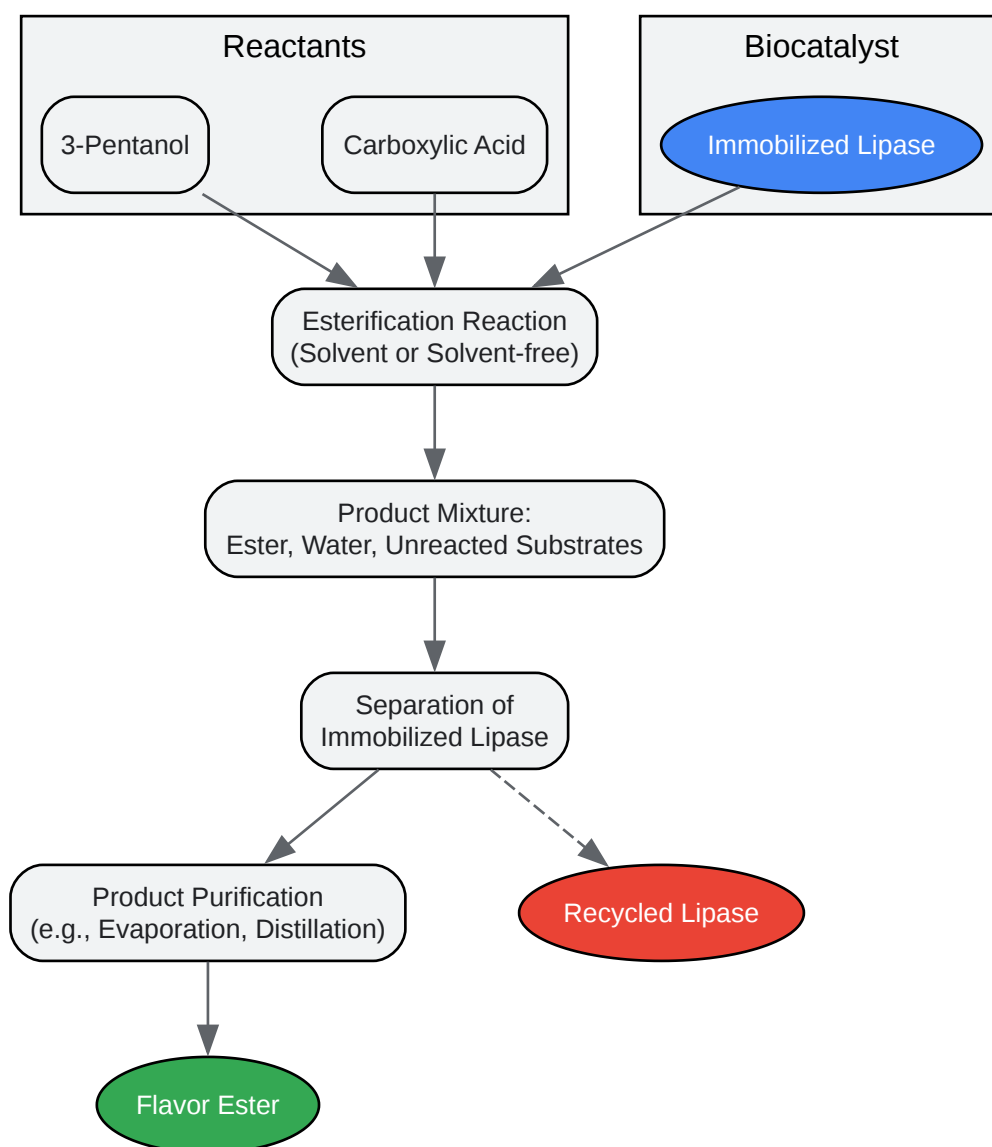 Reactants
Biocatalyst
3-Pentanol
Carboxylic Acid
Immobilized Lipase
Esterification Reaction
(Solvent or Solvent-free)
Product Mixture:
Ester, Water, Unreacted Substrates
Separation of
Immobilized Lipase
Product Purification
(e.g., Evaporation, Distillation)
Recycled Lipase
Flavor Ester